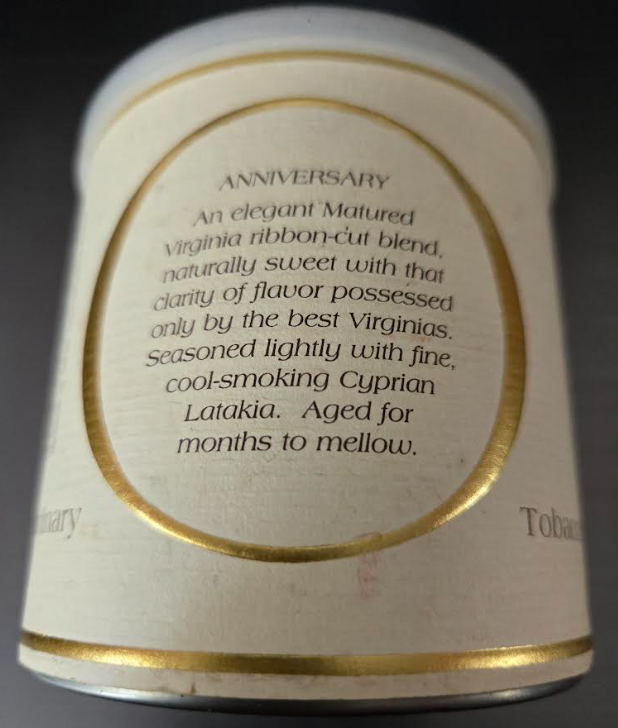 ANNIVERSARY
An elegant Matured
Virginia ribbon-cut blend,
naturally sweet with that
clarity of flavor possessed
only by the best Virginias.
Seasoned lightly with fine,
cool-smoking Cyprian
Latakia. Aged for
months to mellow.